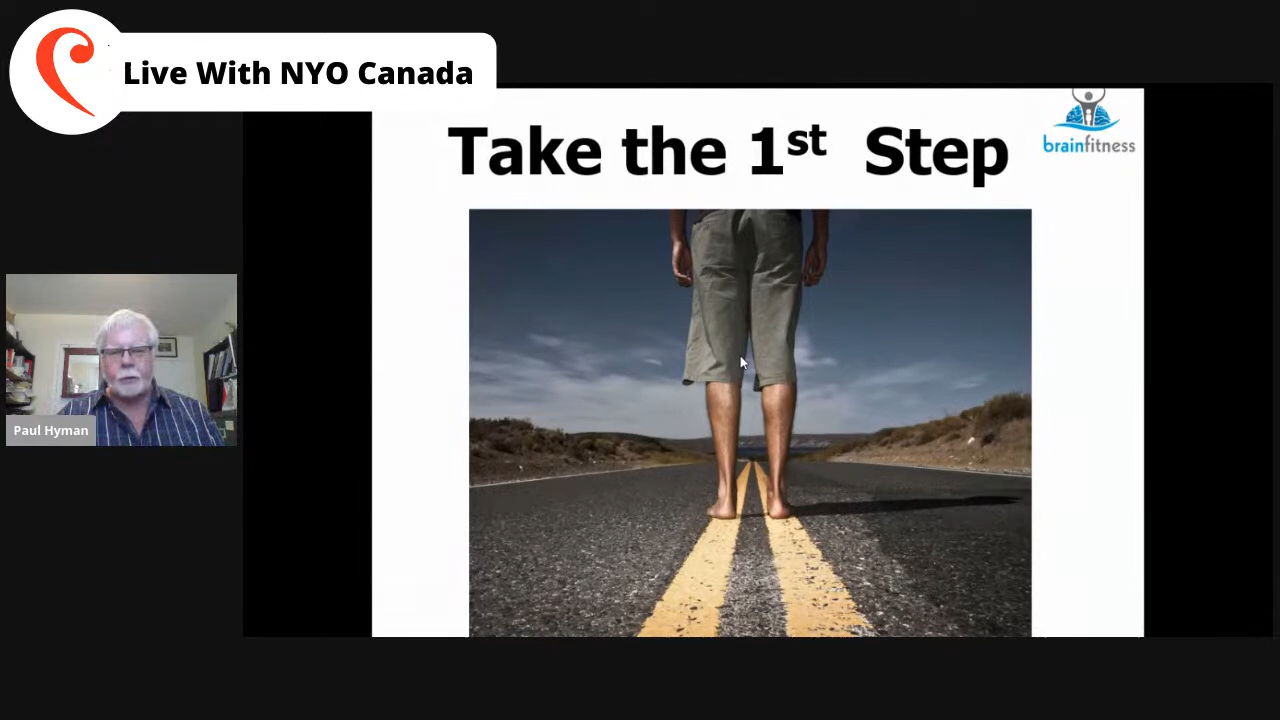 Live With NYO Canada
Take the 1st Step
brainfitness
Paul Hyman